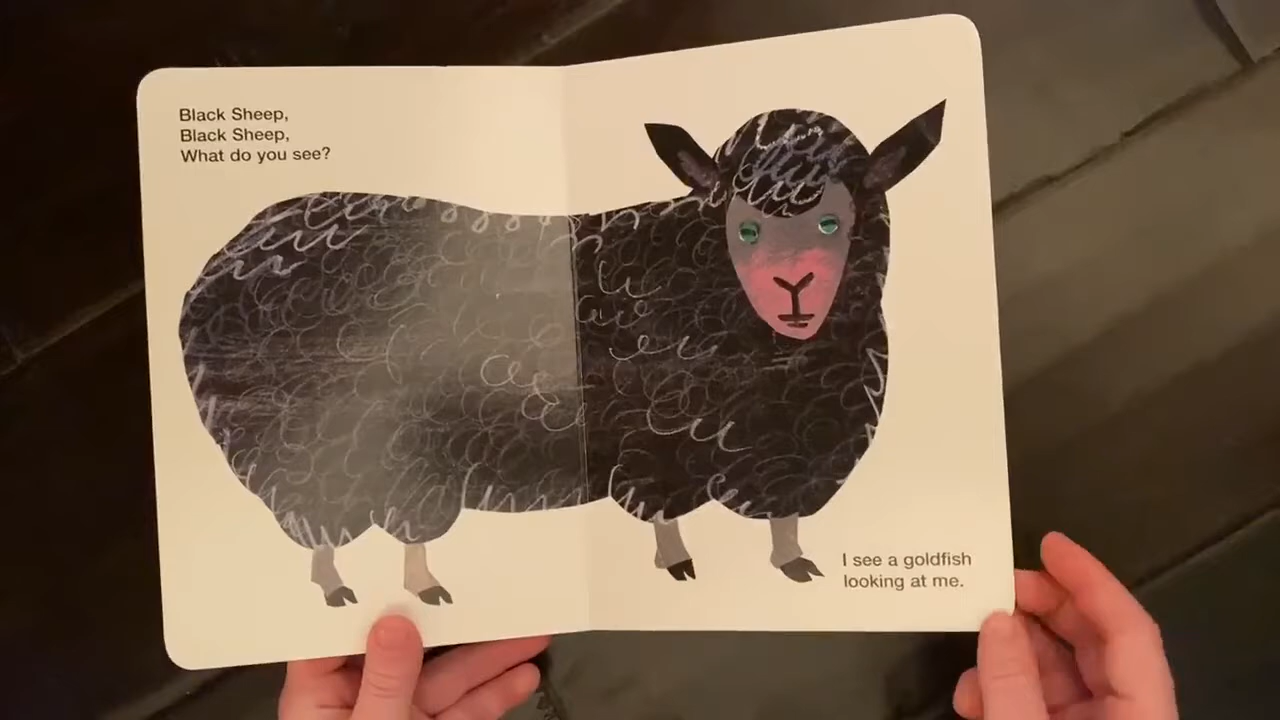 Black Sheep,
Black Sheep,
What do you see?
I see a goldfish
looking at me.